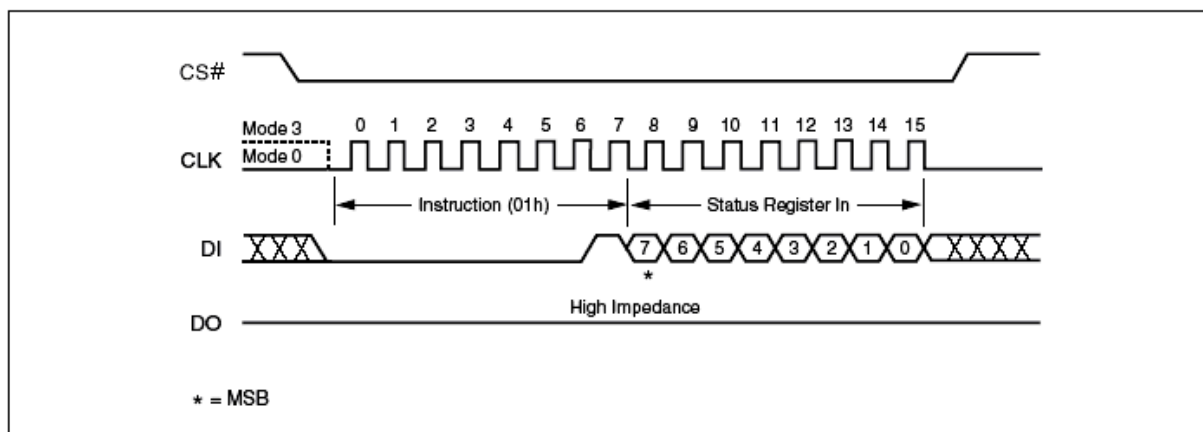 CS#
Mode 3
0 1 2 3 4 5 6 7 8 9 10 11 12 13 14 15
CLK
Mode 0
Instruction (01h)
Status Register In
DI
7 6 5 4 3 2 1 0
*
High Impedance
DO
* = MSB